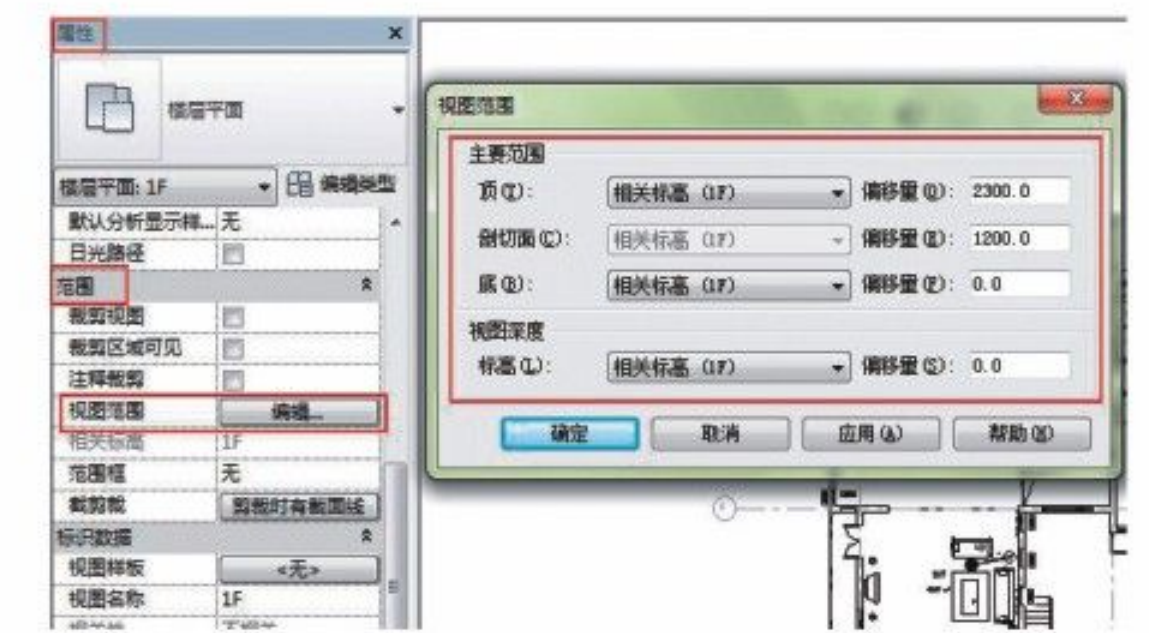 属性
楼层平面
楼层平面: 1F 编辑类型
默认分析显示样... 无
日光路径
范围
裁剪视图
裁剪区域可见
注释裁剪
视图范围 编辑...
相关标高 1F
范围框 无
截剪裁 剪裁时有截面线
标识数据
视图样板 <无>
视图名称 1F
视图范围
主要范围
顶(T): 相关标高 (1F) 偏移量(O): 2300.0
剖切面(C): 相关标高 (1F) 偏移量(E): 1200.0
底(B): 相关标高 (1F) 偏移量(F): 0.0
视图深度
标高(L): 相关标高 (1F) 偏移量(S): 0.0
确定 取消 应用(A) 帮助(H)